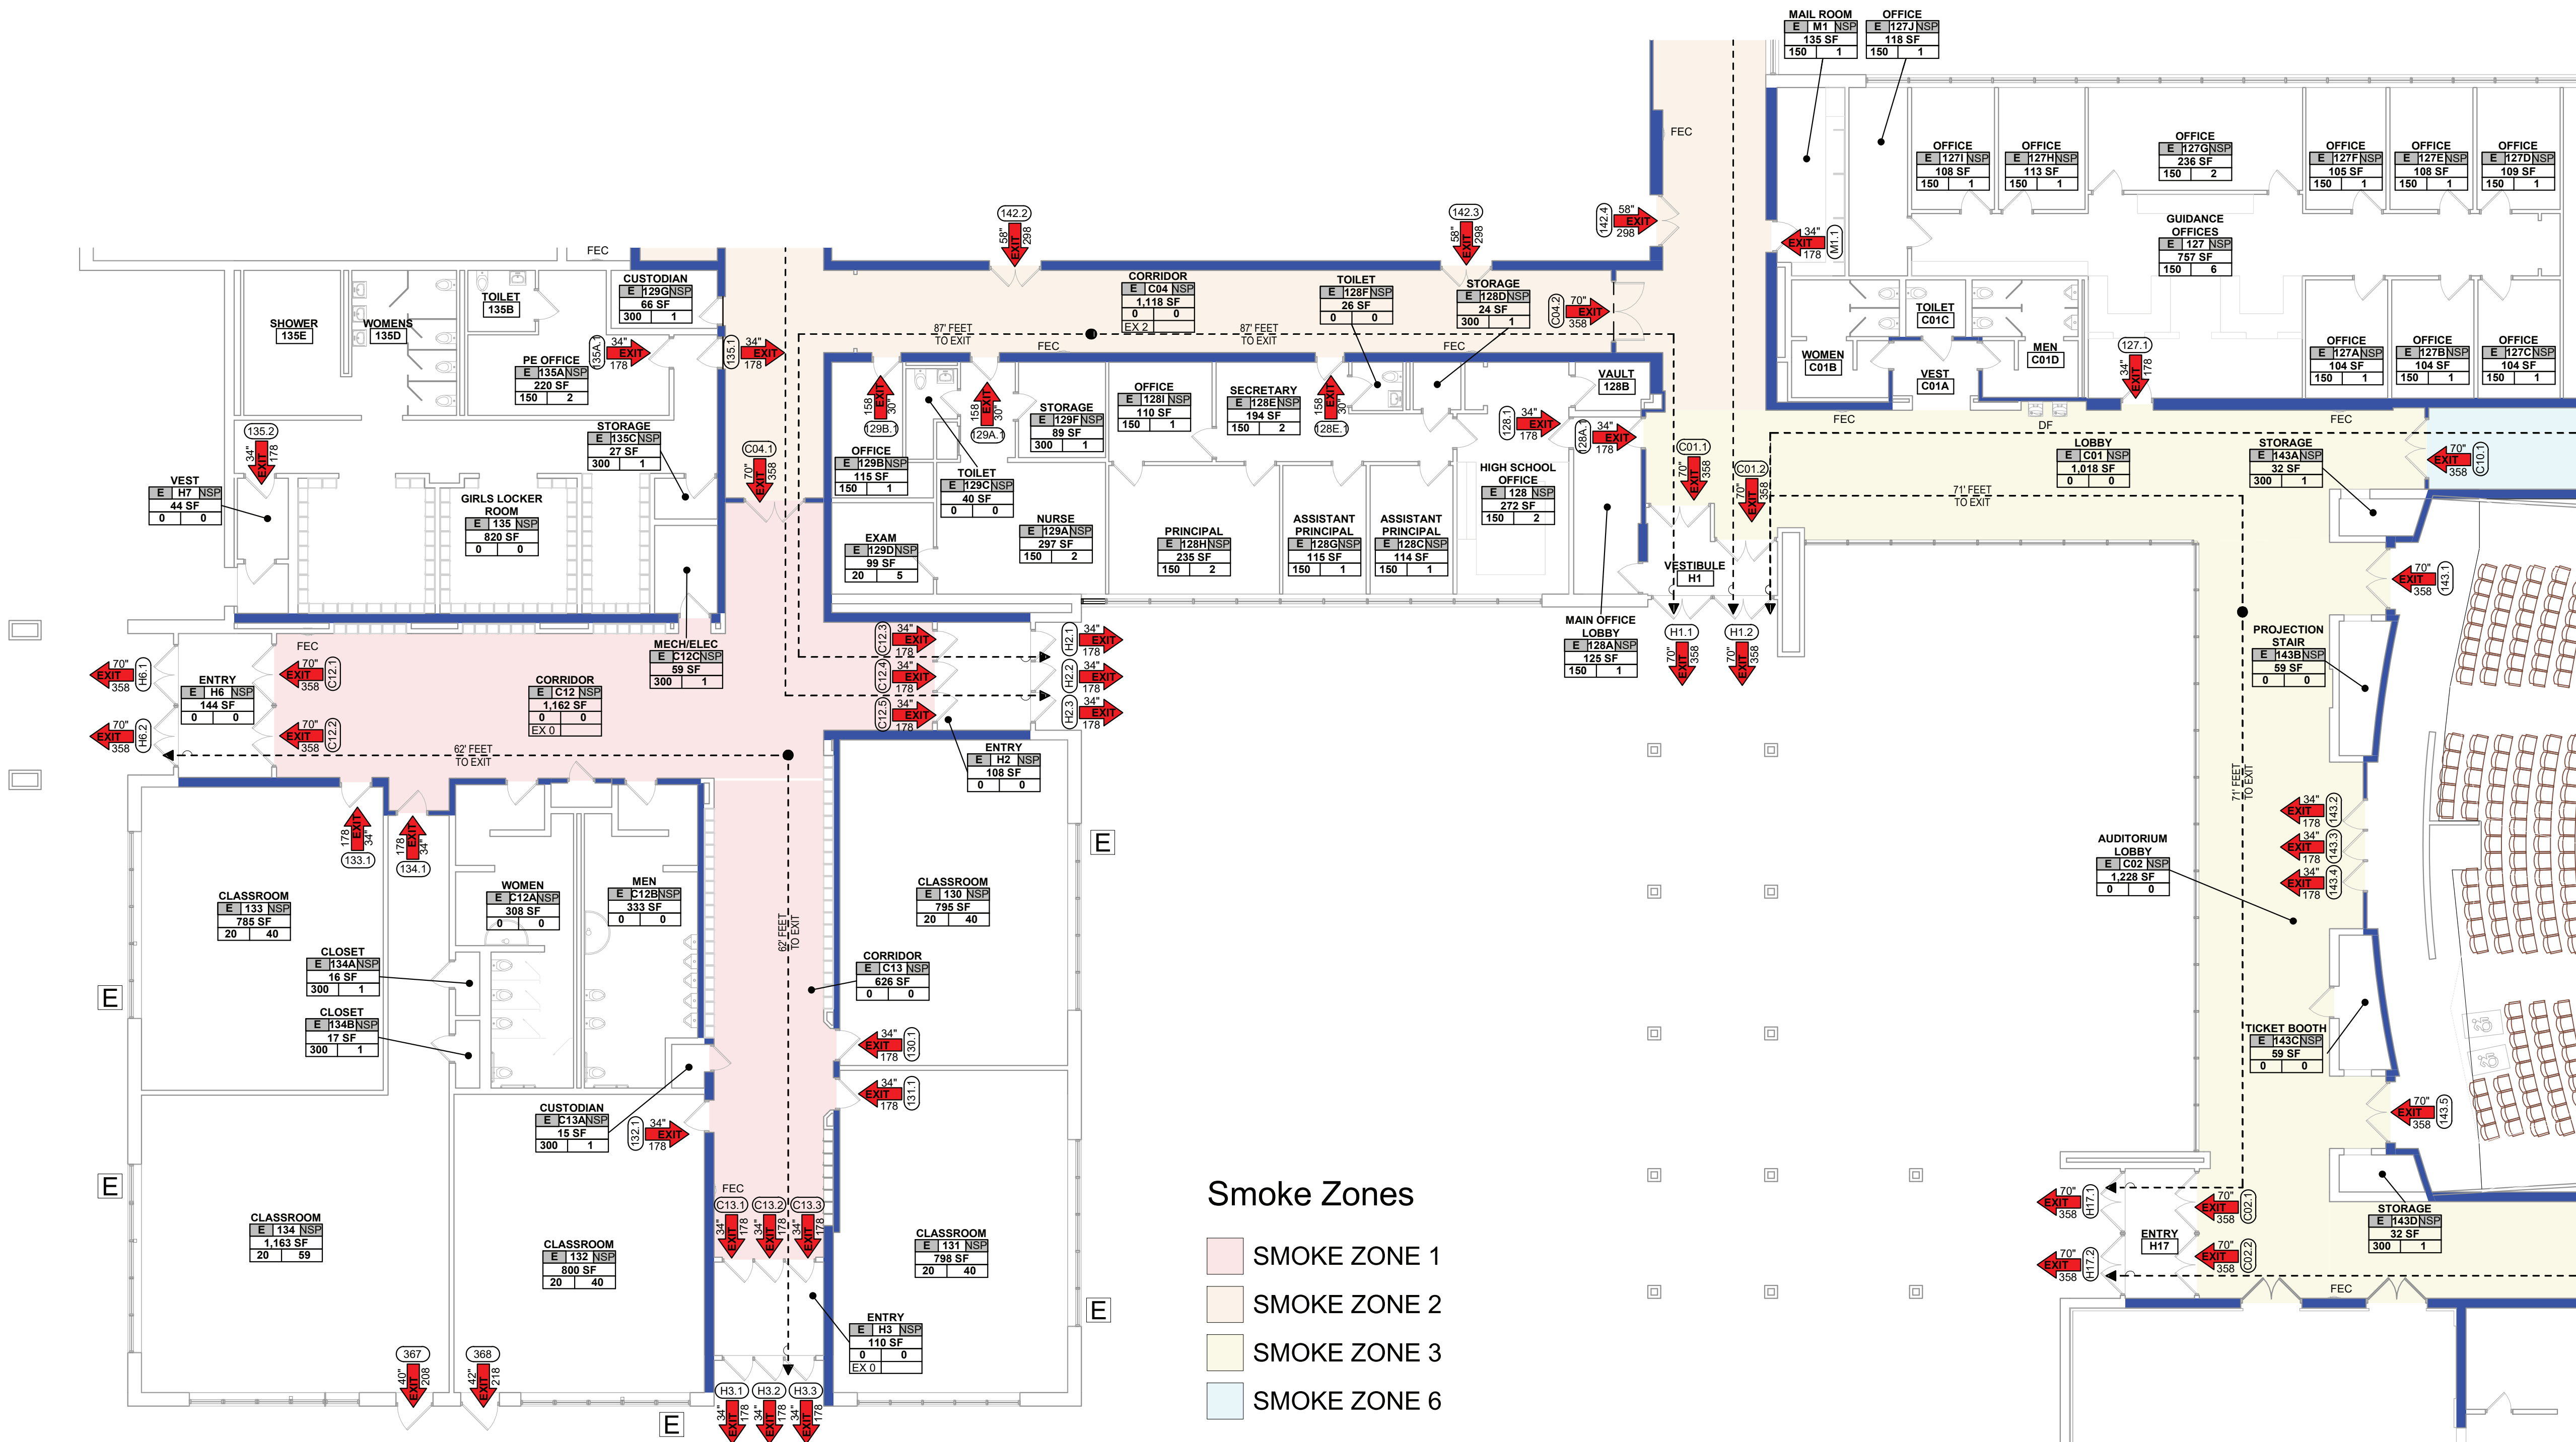 MAIL ROOM
E M1 NSP
135 SF
150 1
OFFICE
E 127J NSP
118 SF
150 1
FEC
OFFICE
E 127I NSP
108 SF
150 1
OFFICE
E 127H NSP
113 SF
150 1
OFFICE
E 127G NSP
236 SF
150 2
OFFICE
E 127F NSP
105 SF
150 1
OFFICE
E 127E NSP
108 SF
150 1
OFFICE
E 127D NSP
109 SF
150 1
142.2
58" EXIT 298
142.3
58" EXIT 298
142.4
58"
EXIT
298
34"
EXIT
178
M1.1
GUIDANCE
OFFICES
E 127 NSP
757 SF
150 6
FEC
CUSTODIAN
E 129G NSP
66 SF
300 1
CORRIDOR
E C04 NSP
1,118 SF
0 0
EX 2
TOILET
E 128F NSP
26 SF
0 0
STORAGE
E 128D NSP
24 SF
300 1
C04.2
70"
EXIT
358
SHOWER
135E
WOMENS
135D
TOILET
135B
135A.1
34"
EXIT
178
135.1
34"
EXIT
178
87' FEET
TO EXIT
87' FEET
TO EXIT
FEC
FEC
TOILET
C01C
WOMEN
C01B
VEST
C01A
MEN
C01D
127.1
34" EXIT 178
OFFICE
E 127A NSP
104 SF
150 1
OFFICE
E 127B NSP
104 SF
150 1
OFFICE
E 127C NSP
104 SF
150 1
PE OFFICE
E 135A NSP
220 SF
150 2
158 EXIT 30"
129B.1
158 EXIT 30"
129A.1
STORAGE
E 129F NSP
89 SF
300 1
OFFICE
E 128I NSP
110 SF
150 1
SECRETARY
E 128E NSP
194 SF
150 2
158 EXIT 30"
128E.1
VAULT
128B
128.1
34"
EXIT
178
128A.1
34"
EXIT
178
FEC
DF
FEC
135.2
34" EXIT 178
STORAGE
E 135C NSP
27 SF
300 1
C04.1
70" EXIT 358
OFFICE
E 129B NSP
115 SF
150 1
TOILET
E 129C NSP
40 SF
0 0
C01.1
70" EXIT 358
C01.2
70" EXIT 358
LOBBY
E C01 NSP
1,018 SF
0 0
STORAGE
E 143A NSP
32 SF
300 1
70"
EXIT
358
C10.1
VEST
E H7 NSP
44 SF
0 0
GIRLS LOCKER
ROOM
E 135 NSP
820 SF
0 0
HIGH SCHOOL
OFFICE
E 128 NSP
272 SF
150 2
71' FEET
TO EXIT
EXAM
E 129D NSP
99 SF
20 5
NURSE
E 129A NSP
297 SF
150 2
PRINCIPAL
E 128H NSP
235 SF
150 2
ASSISTANT
PRINCIPAL
E 128G NSP
115 SF
150 1
ASSISTANT
PRINCIPAL
E 128C NSP
114 SF
150 1
VESTIBULE
H1
70"
EXIT
358
143.1
MAIN OFFICE
LOBBY
E 128A NSP
125 SF
150 1
H1.1
70" EXIT 358
H1.2
70" EXIT 358
PROJECTION
STAIR
E 143B NSP
59 SF
0 0
FEC
MECH/ELEC
E C12C NSP
59 SF
300 1
C12.3
34"
EXIT
178
C12.4
34"
EXIT
178
C12.5
34"
EXIT
178
H2.1
34"
EXIT
178
H2.2
34"
EXIT
178
H2.3
34"
EXIT
178
70"
EXIT
358
H6.1
70"
EXIT
358
H6.2
ENTRY
E H6 NSP
144 SF
0 0
70"
EXIT
358
C12.1
70"
EXIT
358
C12.2
CORRIDOR
E C12 NSP
1,162 SF
0 0
EX 0
62' FEET
TO EXIT
ENTRY
E H2 NSP
108 SF
0 0
71' FEET
TO EXIT
34"
EXIT
178
143.2
34"
EXIT
178
143.3
34"
EXIT
178
143.4
178 EXIT 34"
133.1
178 EXIT 34"
134.1
E
AUDITORIUM
LOBBY
E C02 NSP
1,228 SF
0 0
CLASSROOM
E 133 NSP
785 SF
20 40
WOMEN
E C12A NSP
308 SF
0 0
MEN
E C12B NSP
333 SF
0 0
62' FEET
TO EXIT
CLASSROOM
E 130 NSP
795 SF
20 40
CLOSET
E 134A NSP
16 SF
300 1
CORRIDOR
E C13 NSP
626 SF
0 0
E
CLOSET
E 134B NSP
17 SF
300 1
34"
EXIT
178
130.1
34"
EXIT
178
131.1
TICKET BOOTH
E 143C NSP
59 SF
0 0
CUSTODIAN
E C13A NSP
15 SF
300 1
132.1
34"
EXIT
178
70"
EXIT
358
143.5
E
FEC
C13.1
34" EXIT 178
C13.2
34" EXIT 178
C13.3
34" EXIT 178
Smoke Zones
SMOKE ZONE 1
SMOKE ZONE 2
SMOKE ZONE 3
SMOKE ZONE 6
70"
EXIT
358
H17.1
70"
EXIT
358
H17.2
ENTRY
H17
70"
EXIT
358
C02.1
70"
EXIT
358
C02.2
STORAGE
E 143D NSP
32 SF
300 1
FEC
CLASSROOM
E 134 NSP
1,163 SF
20 59
CLASSROOM
E 132 NSP
800 SF
20 40
CLASSROOM
E 131 NSP
798 SF
20 40
E
ENTRY
E H3 NSP
110 SF
0 0
EX 0
367
40" EXIT 208
368
42" EXIT 218
E
H3.1
34" EXIT 178
H3.2
34" EXIT 178
H3.3
34" EXIT 178